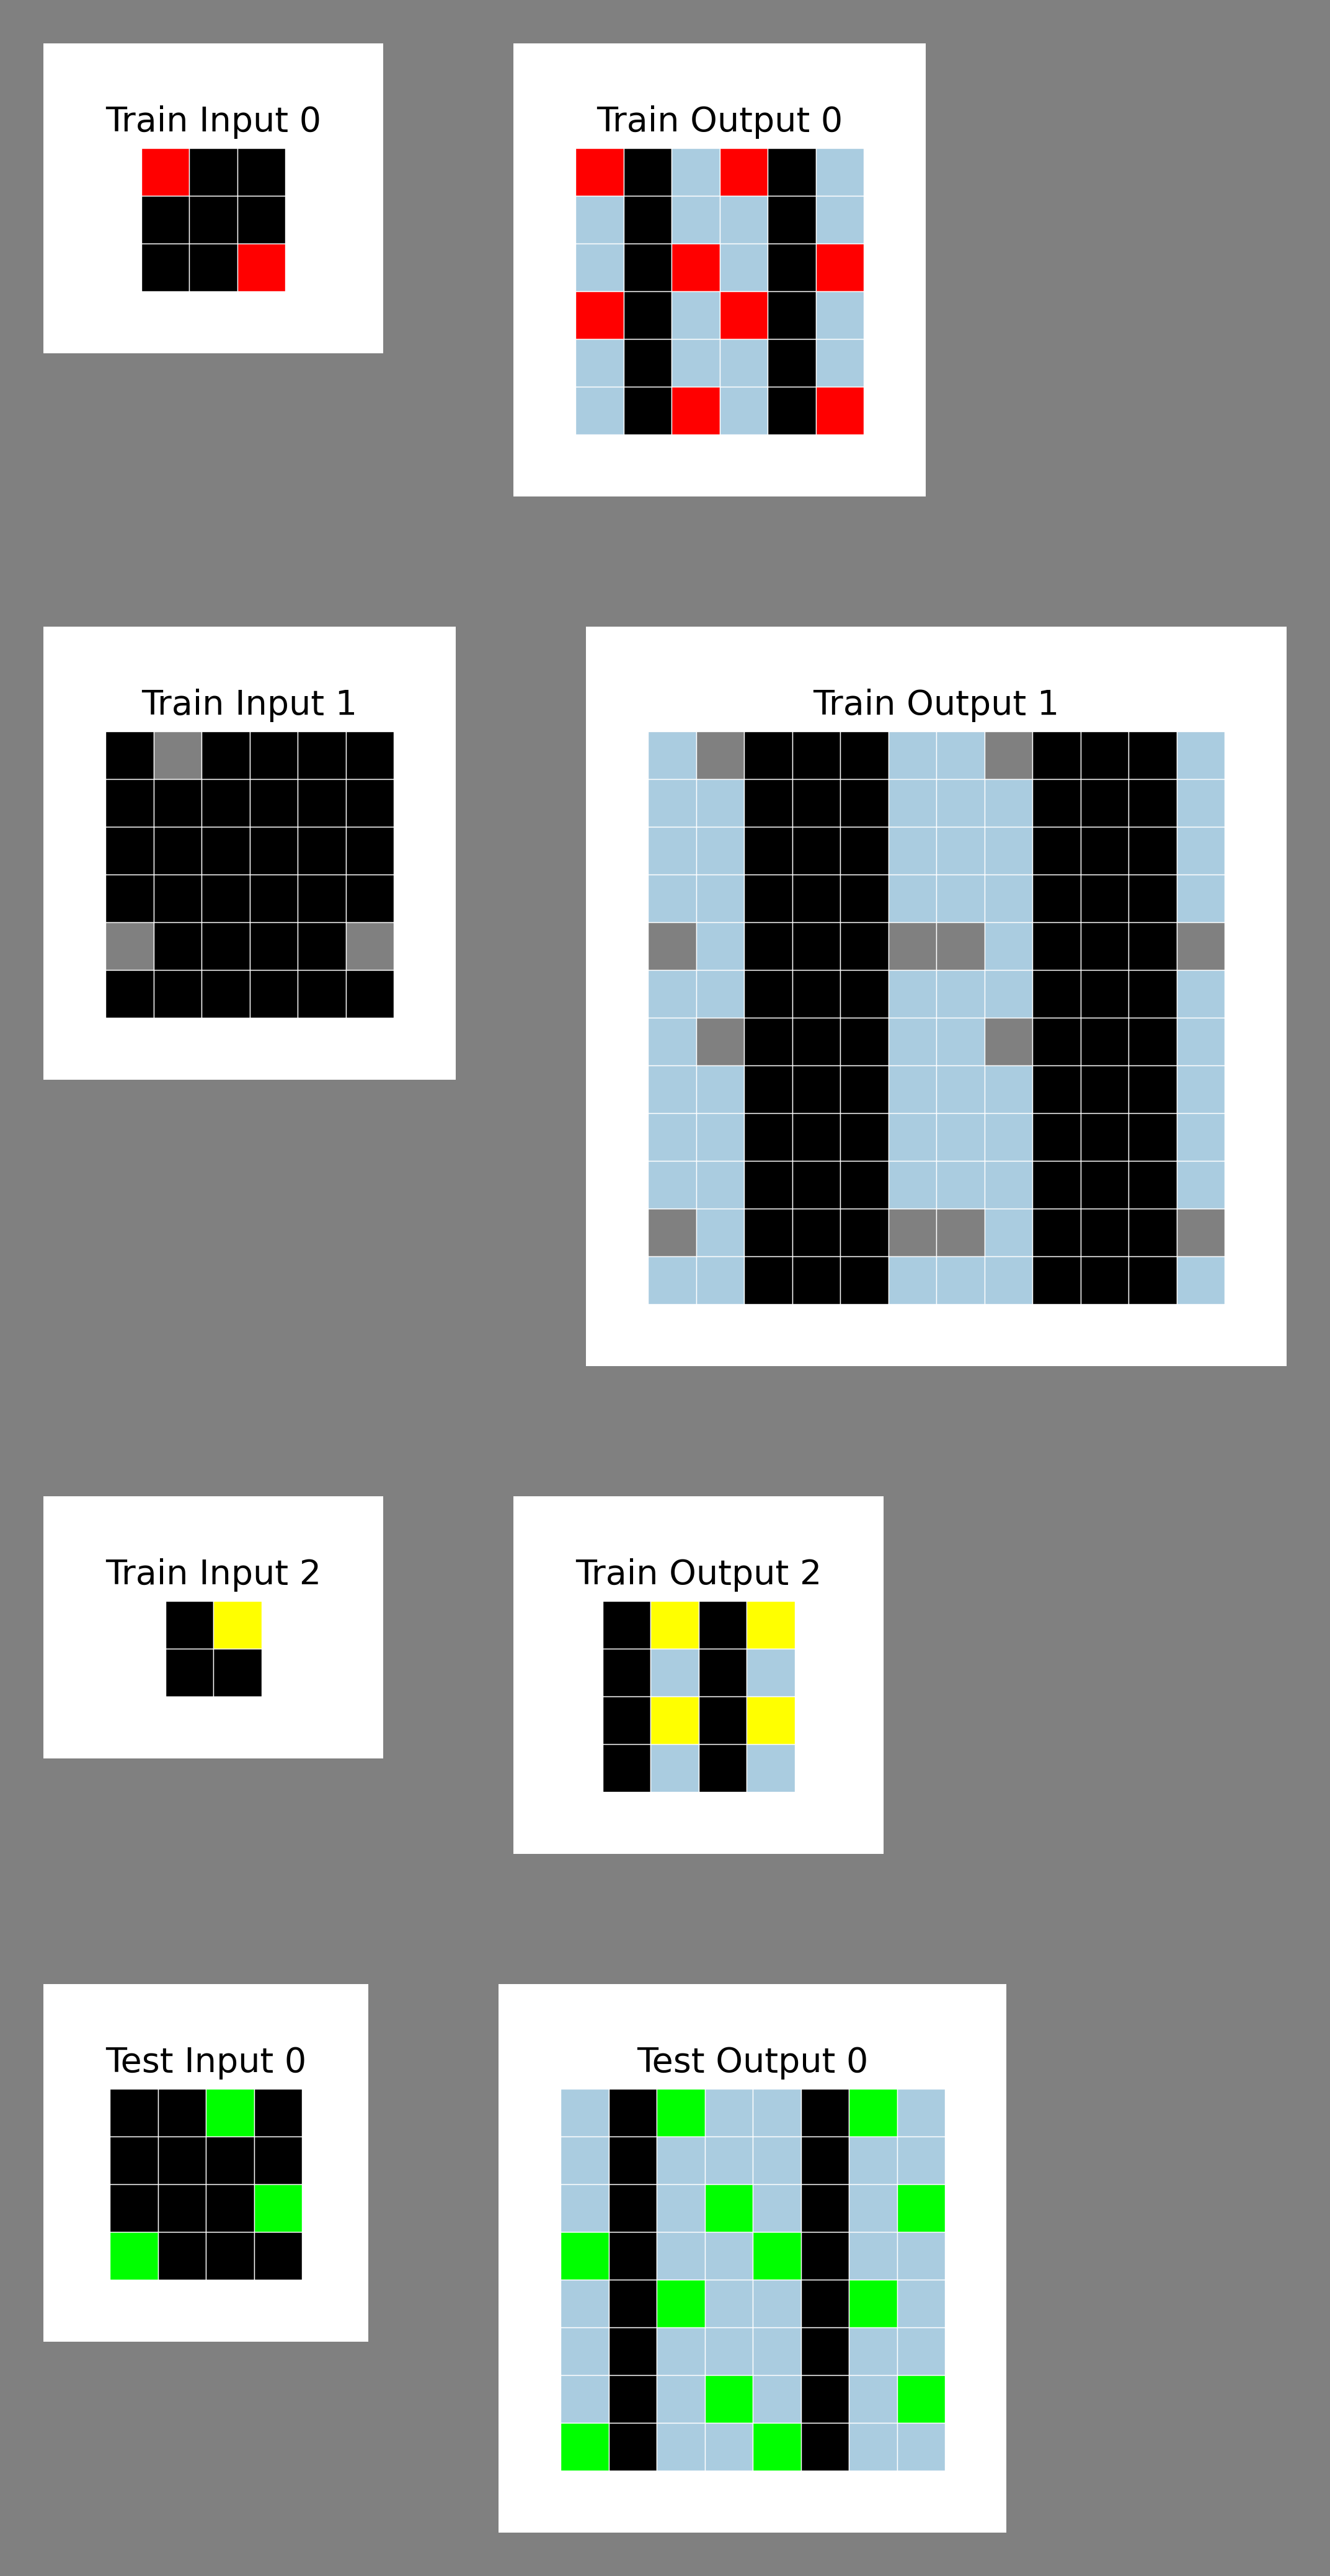 Train Input 0
Train Output 0
Train Input 1
Train Output 1
Train Input 2
Train Output 2
Test Input 0
Test Output 0